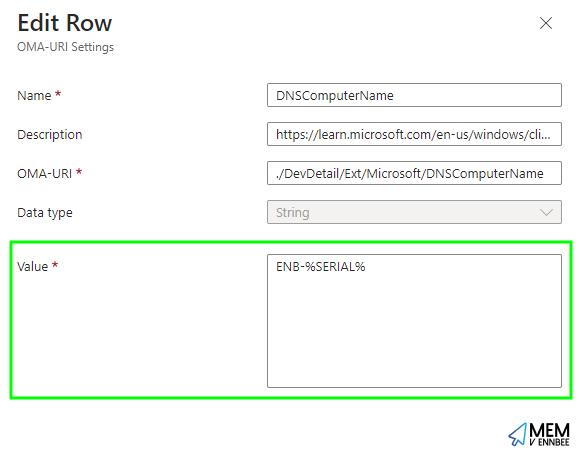 Edit Row
OMA-URI Settings
Name *
DNSComputerName
Description
https://learn.microsoft.com/en-us/windows/cli...
OMA-URI *
./DevDetail/Ext/Microsoft/DNSComputerName
Data type
String
Value *
ENB-%SERIAL%
MEM
V ENNBEE